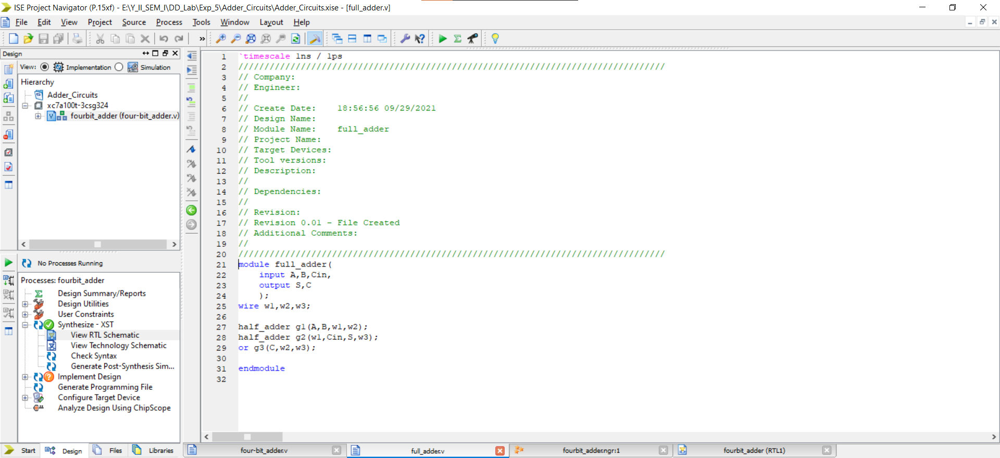 ISE Project Navigator (P.15xf) - E:\Y_II_SEM_I\DD_Lab\Exp_5\Adder_Circuits\Adder_Circuits.xise - [full_adder.v]
File Edit View Project Source Process Tools Window Layout Help
»
Design
View: Implementation Simulation
Hierarchy
Adder_Circuits
xc7a100t-3csg324
fourbit_adder (four-bit_adder.v)
No Processes Running
Processes: fourbit_adder
Design Summary/Reports
Design Utilities
User Constraints
Synthesize - XST
View RTL Schematic
View Technology Schematic
Check Syntax
Generate Post-Synthesis Sim...
Implement Design
Generate Programming File
Configure Target Device
Analyze Design Using ChipScope
1 `timescale 1ns / 1ps
2 //////////////////////////////////////////////////////////////////////////////////
3 // Company:
4 // Engineer:
5 //
6 // Create Date:    18:56:56 09/29/2021
7 // Design Name:
8 // Module Name:    full_adder
9 // Project Name:
10 // Target Devices:
11 // Tool versions:
12 // Description:
13 //
14 // Dependencies:
15 //
16 // Revision:
17 // Revision 0.01 - File Created
18 // Additional Comments:
19 //
20 //////////////////////////////////////////////////////////////////////////////////
21 module full_adder(
22     input A,B,Cin,
23     output S,C
24     );
25 wire w1,w2,w3;
26
27 half_adder g1(A,B,w1,w2);
28 half_adder g2(w1,Cin,S,w3);
29 or g3(C,w2,w3);
30
31 endmodule
32
Start Design Files Libraries
four-bit_adder.v full_adder.v fourbit_adder.ngr:1 fourbit_adder (RTL1)